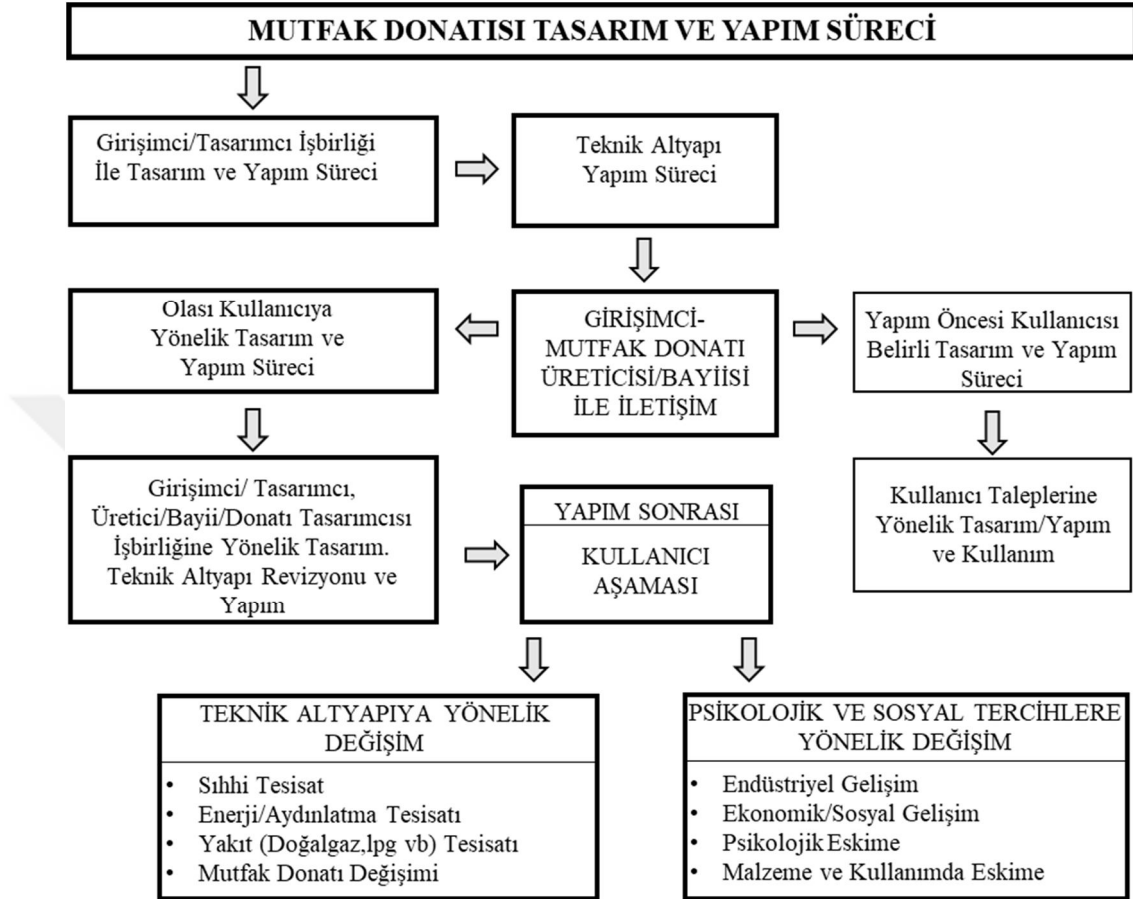 MUTFAK DONATISI TASARIM VE YAPIM SÜRECİ
Girişimci/Tasarımcı İşbirliği
İle Tasarım ve Yapım Süreci
Teknik Altyapı
Yapım Süreci
Olası Kullanıcıya
Yönelik Tasarım ve
Yapım Süreci
GİRİŞİMCİ-
MUTFAK DONATI
ÜRETİCİSİ/BAYİİSİ
İLE İLETİŞİM
Yapım Öncesi Kullanıcısı
Belirli Tasarım ve Yapım
Süreci
Girişimci/ Tasarımcı,
Üretici/Bayii/Donatı Tasarımcısı
İşbirliğine Yönelik Tasarım.
Teknik Altyapı Revizyonu ve
Yapım
YAPIM SONRASI
KULLANICI
AŞAMASI
Kullanıcı Taleplerine
Yönelik Tasarım/Yapım
ve Kullanım
TEKNİK ALTYAPIYA YÖNELİK
DEĞİŞİM
• Sıhhi Tesisat
• Enerji/Aydınlatma Tesisatı
• Yakıt (Doğalgaz,lpg vb) Tesisatı
• Mutfak Donatı Değişimi
PSİKOLOJİK VE SOSYAL TERCİHLERE
YÖNELİK DEĞİŞİM
• Endüstriyel Gelişim
• Ekonomik/Sosyal Gelişim
• Psikolojik Eskime
• Malzeme ve Kullanımda Eskime